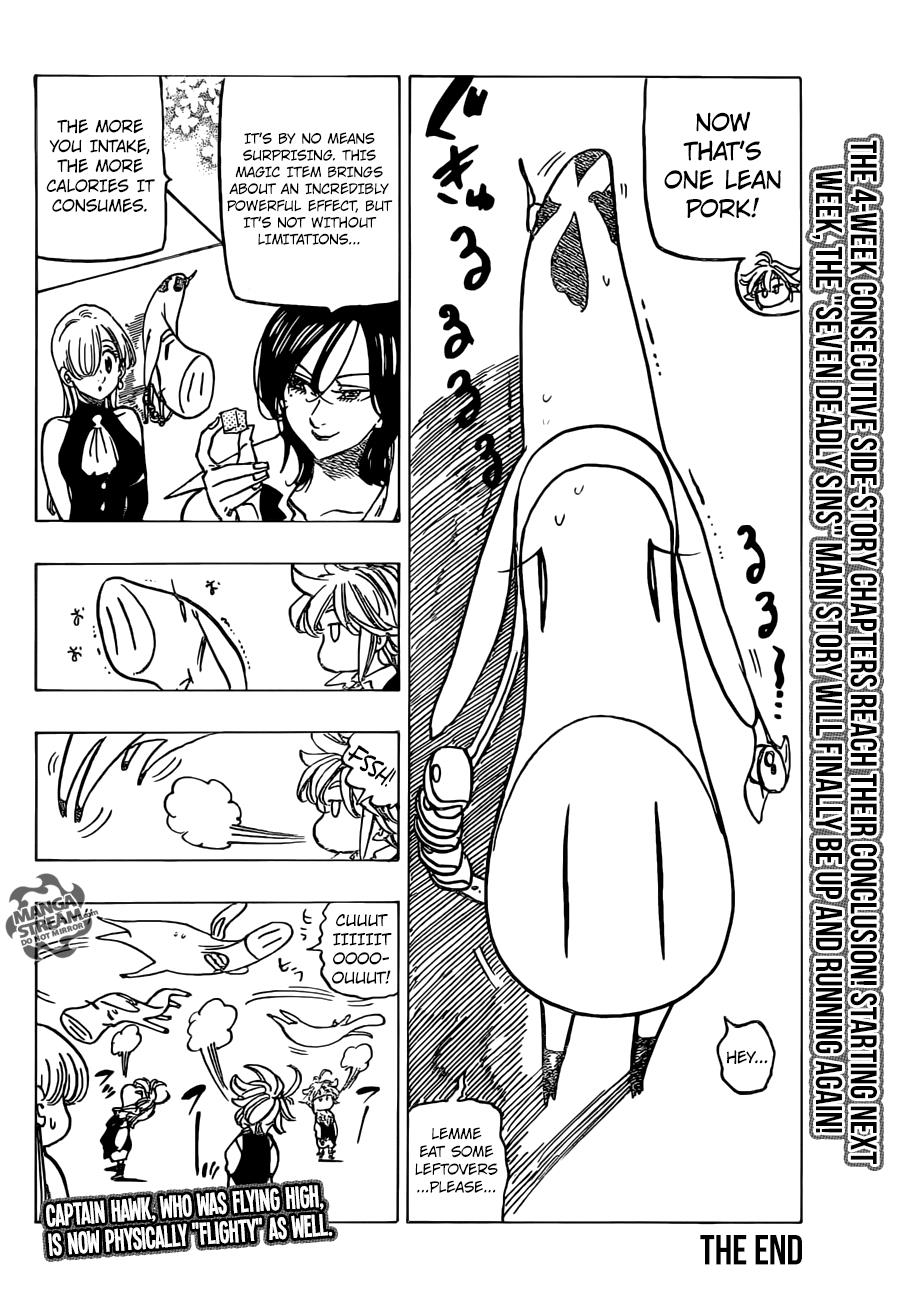 THE 4-WEEK CONSECUTIVE SIDE-STORY CHAPTERS REACH THEIR CONCLUSION! STARTING NEXT
WEEK, THE "SEVEN DEADLY SINS" MAIN STORY WILL FINALLY BE UP AND RUNNING AGAIN!
NOW
THAT'S
ONE LEAN
PORK!
ぐ
ぎゅ
る
る
る
る
る
る
る
HEY...
LEMME
EAT SOME
LEFTOVERS
...PLEASE...
IT'S BY NO MEANS
SURPRISING. THIS
MAGIC ITEM BRINGS
ABOUT AN INCREDIBLY
POWERFUL EFFECT, BUT
IT'S NOT WITHOUT
LIMITATIONS...
THE MORE
YOU INTAKE,
THE MORE
CALORIES IT
CONSUMES.
FSSH!!
CUUUT
IIIIIIT
OOOO-
OUUUT!
MANGA
STREAM.com
DO NOT MIRROR
CAPTAIN HAWK, WHO WAS FLYING HIGH,
IS NOW PHYSICALLY "FLIGHTY" AS WELL.
THE END